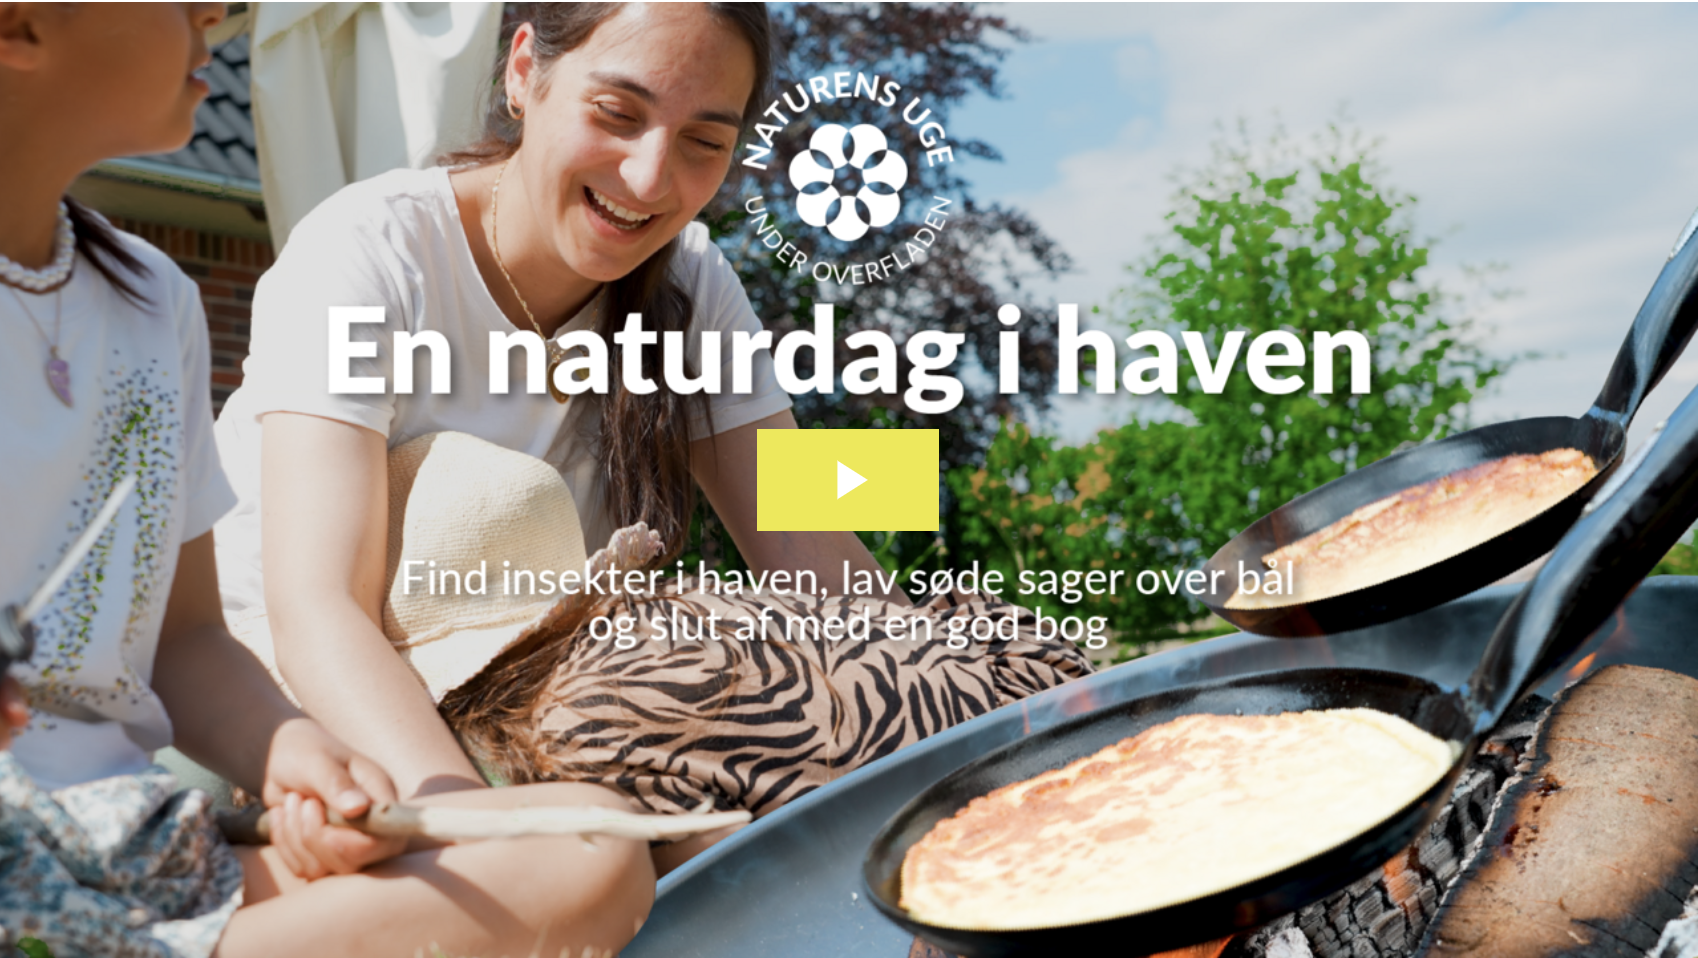 NATURENS UGE
UNDER OVERFLADEN
En naturdag i haven
Find insekter i haven, lav søde sager over bål
og slut af med en god bog